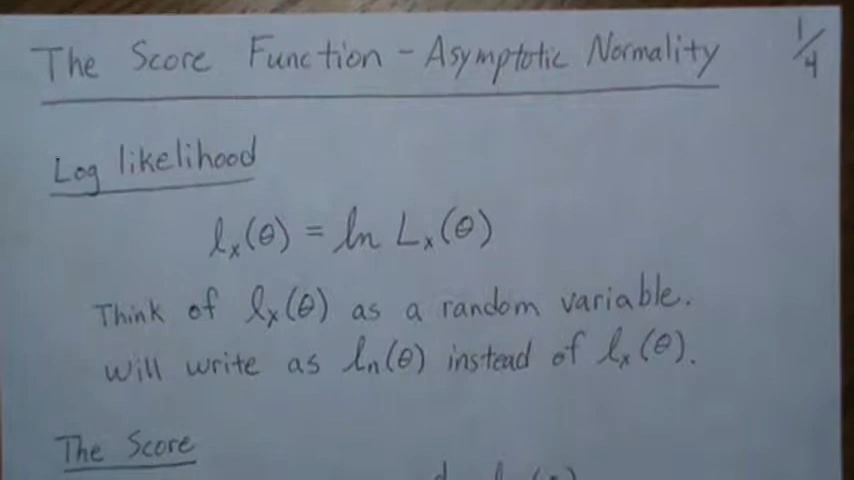 The Score Function - Asymptotic Normality
1/4
Log likelihood
lₓ(θ) = ln Lₓ(θ)
Think of lₓ(θ) as a random variable.
Will write as lₙ(θ) instead of lₓ(θ).
The Score